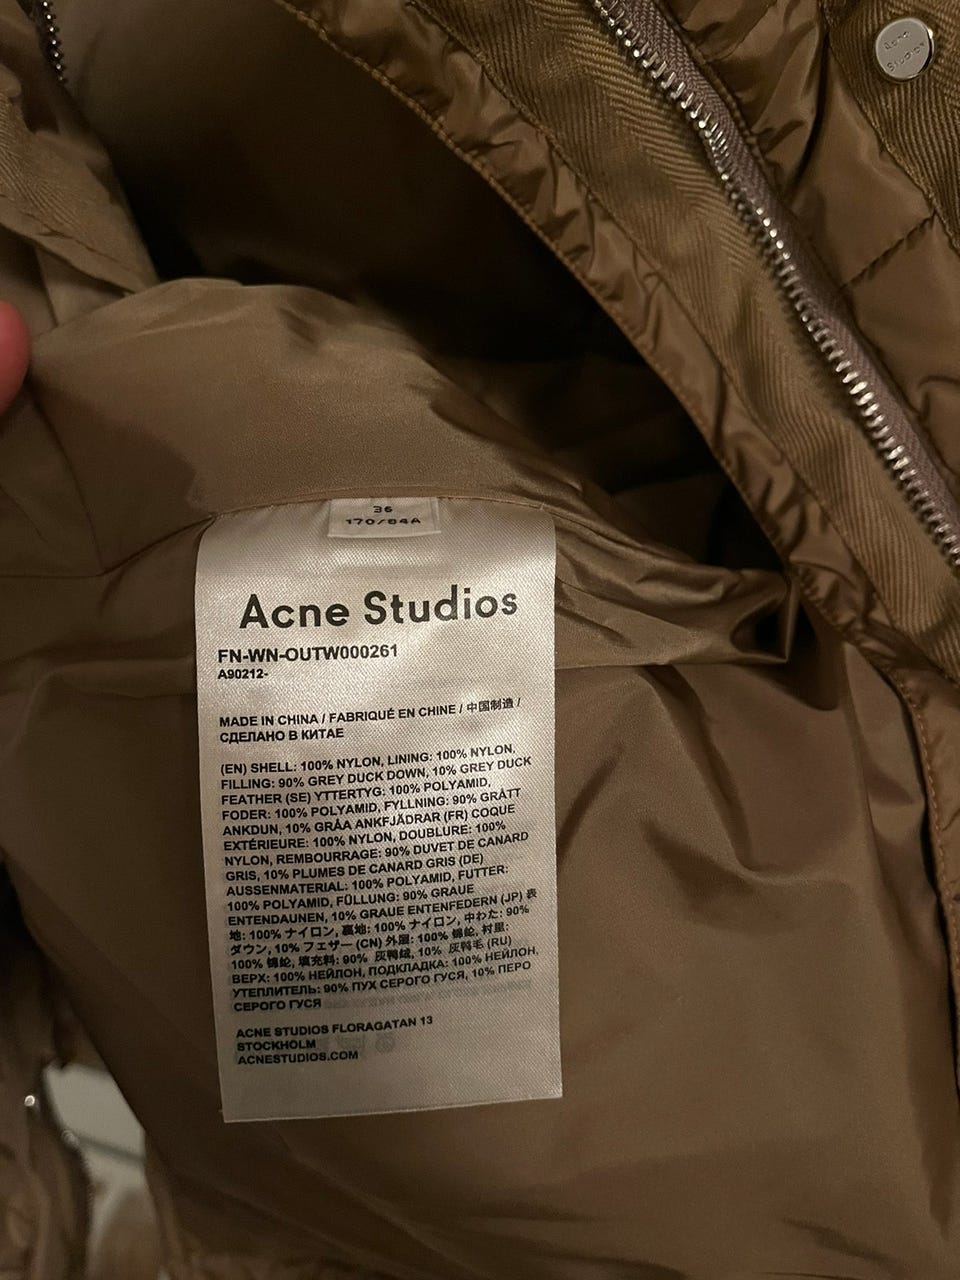 Acne
Studios
36
170/84A
Acne Studios
FN-WN-OUTW000261
A90212-
MADE IN CHINA / FABRIQUÉ EN CHINE / 中国制造 /
СДЕЛАНО В КИТАЕ
(EN) SHELL: 100% NYLON, LINING: 100% NYLON,
FILLING: 90% GREY DUCK DOWN, 10% GREY DUCK
FEATHER (SE) YTTERTYG: 100% POLYAMID,
FODER: 100% POLYAMID, FYLLNING: 90% GRÅTT
ANKDUN, 10% GRÅA ANKFJÄDRAR (FR) COQUE
EXTÉRIEURE: 100% NYLON, DOUBLURE: 100%
NYLON, REMBOURRAGE: 90% DUVET DE CANARD
GRIS, 10% PLUMES DE CANARD GRIS (DE)
AUSSENMATERIAL: 100% POLYAMID, FUTTER:
100% POLYAMID, FÜLLUNG: 90% GRAUE
ENTENDAUNEN, 10% GRAUE ENTENFEDERN (JP) 表
地: 100% ナイロン, 裏地: 100% ナイロン, 中わた: 90%
ダウン, 10% フェザー (CN) 外層: 100% 锦纶, 衬里:
100% 锦纶, 填充料: 90% 灰鸭绒, 10% 灰鸭毛 (RU)
ВЕРХ: 100% НЕЙЛОН, ПОДКЛАДКА: 100% НЕЙЛОН,
УТЕПЛИТЕЛЬ: 90% ПУХ СЕРОГО ГУСЯ, 10% ПЕРО
СЕРОГО ГУСЯ
ACNE STUDIOS FLORAGATAN 13
STOCKHOLM
ACNESTUDIOS.COM